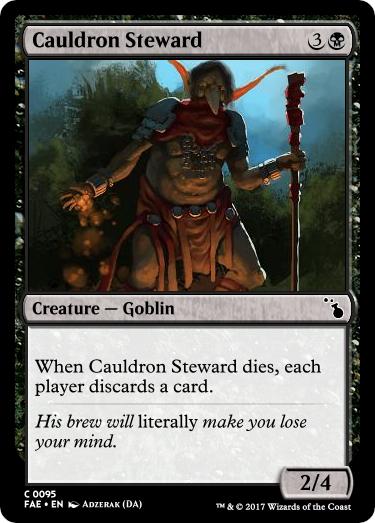 Cauldron Steward 3
Creature — Goblin
When Cauldron Steward dies, each
player discards a card.
His brew will literally make you lose
your mind.
2/4
C 0095
FAE • EN Adzerak (DA)
™ & © 2017 Wizards of the Coast